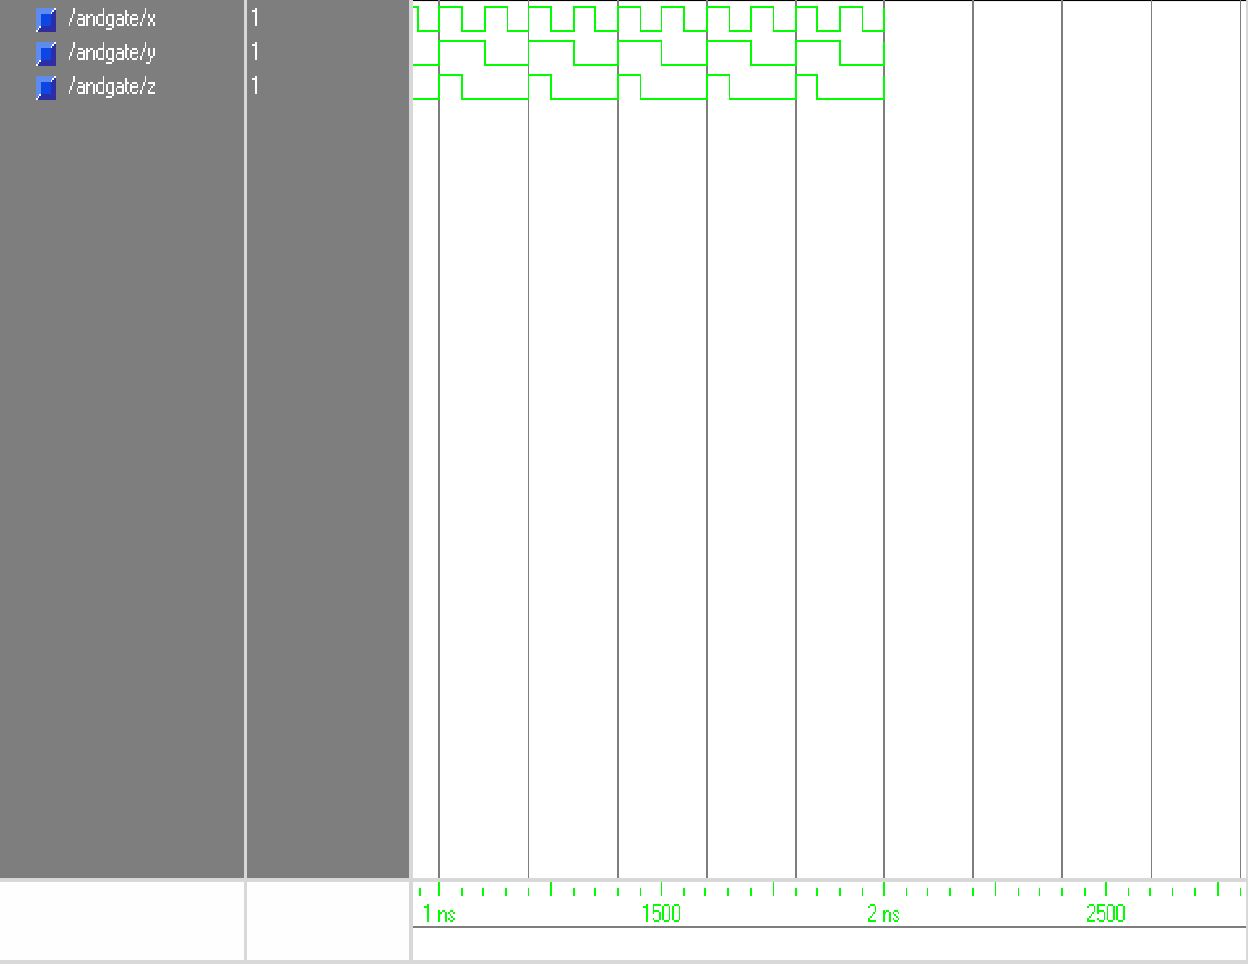 /andgate/x 1
/andgate/y 1
/andgate/z 1
1 ns 1500 2 ns 2500